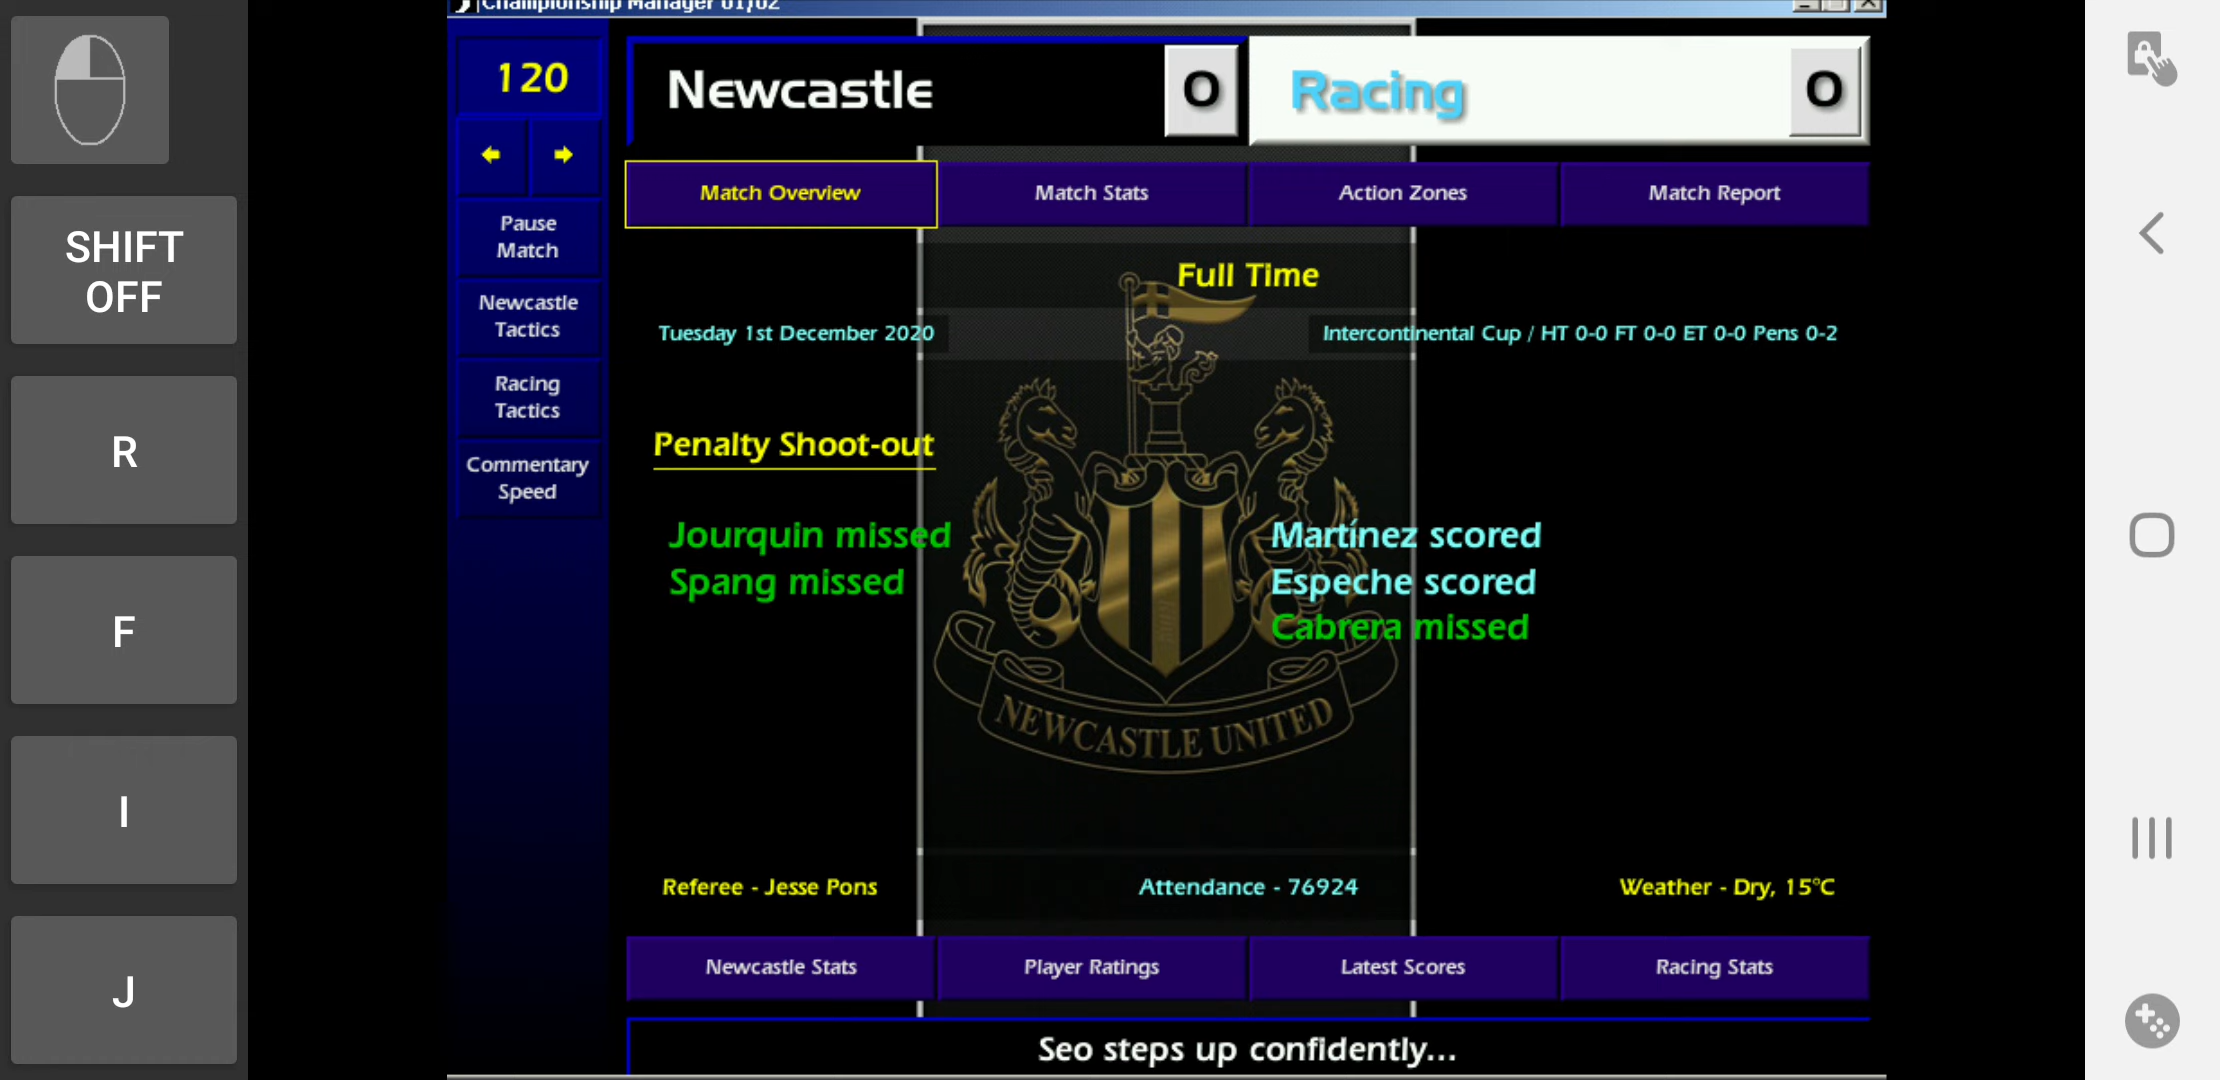 Championship Manager 01/02
120
Newcastle 0
Racing 0
Match Overview
Match Stats
Action Zones
Match Report
Pause
Match
Newcastle
Tactics
Racing
Tactics
Commentary
Speed
Full Time
Tuesday 1st December 2020
Intercontinental Cup / HT 0-0 FT 0-0 ET 0-0 Pens 0-2
Penalty Shoot-out
Jourquin missed
Martínez scored
Spang missed
Espeche scored
Cabrera missed
NEWCASTLE UNITED
Referee - Jesse Pons
Attendance - 76924
Weather - Dry, 15°C
Newcastle Stats
Player Ratings
Latest Scores
Racing Stats
Seo steps up confidently...
SHIFT
OFF
R
F
I
J